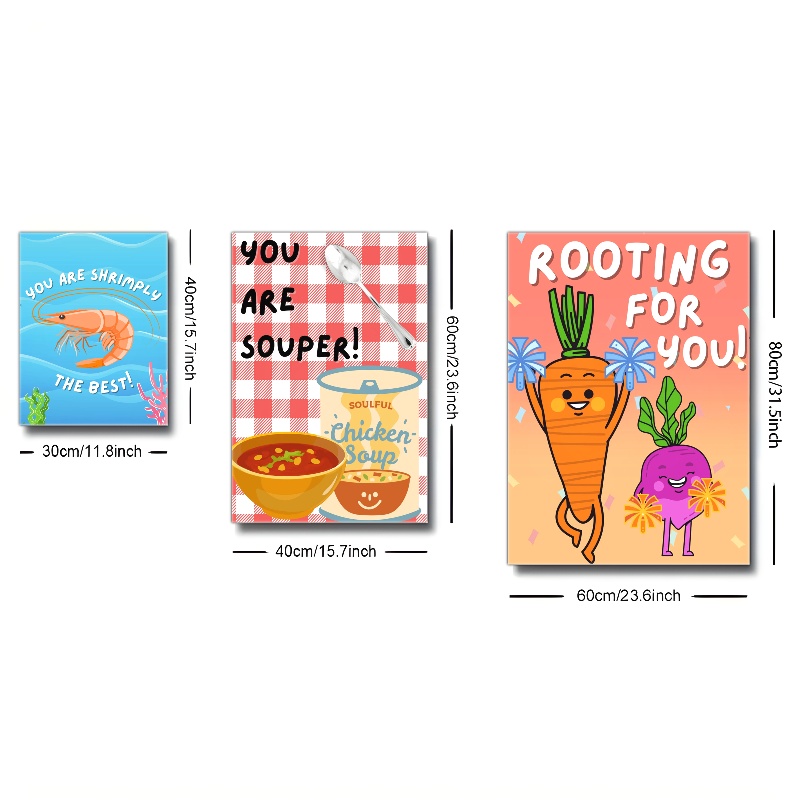 YOU ARE SHRIMPLY
THE BEST!
40cm/15.7inch
30cm/11.8inch
YOU
ARE
SOUPER!
SOULFUL
Chicken
Soup
60cm/23.6inch
40cm/15.7inch
ROOTING
FOR
YOU!
80cm/31.5inch
60cm/23.6inch